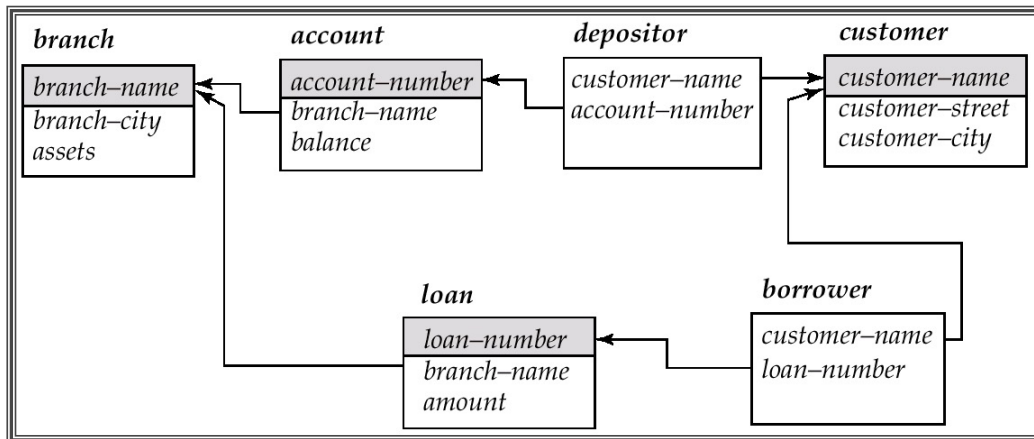 branch
branch–name
branch–city
assets
account
account–number
branch–name
balance
depositor
customer–name
account–number
customer
customer–name
customer–street
customer–city
loan
loan–number
branch–name
amount
borrower
customer–name
loan–number